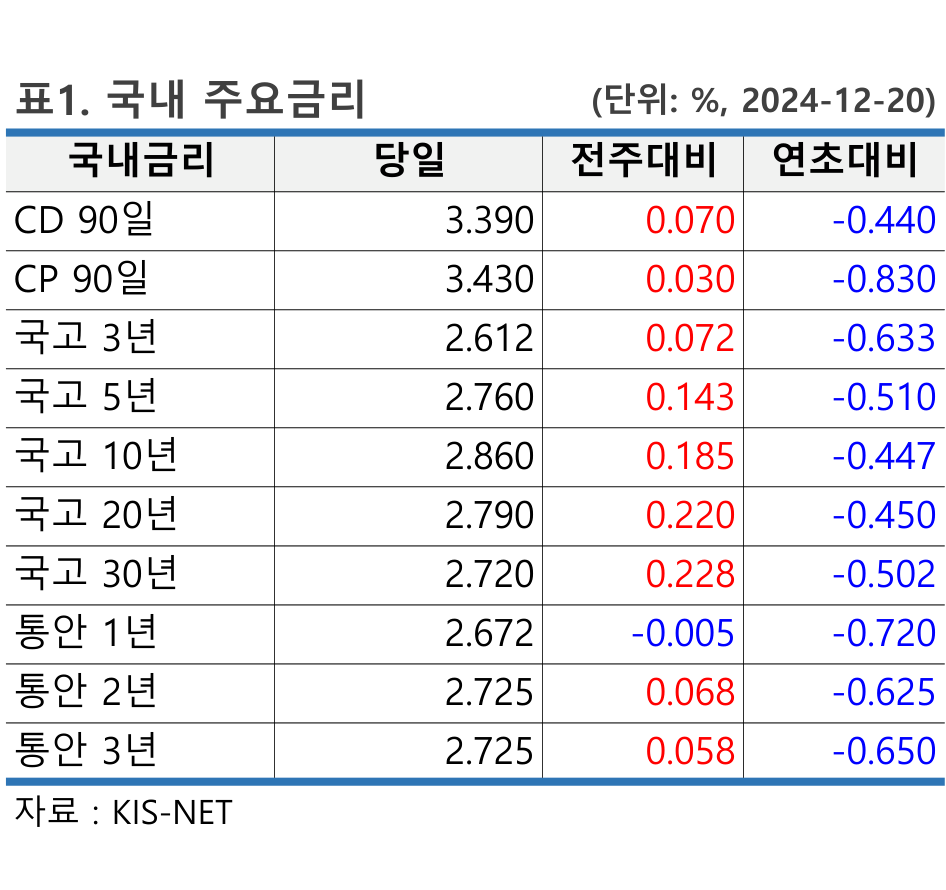 표1. 국내 주요금리 (단위: %, 2024-12-20)
국내금리 당일 전주대비 연초대비
CD 90일 3.390 0.070 -0.440
CP 90일 3.430 0.030 -0.830
국고 3년 2.612 0.072 -0.633
국고 5년 2.760 0.143 -0.510
국고 10년 2.860 0.185 -0.447
국고 20년 2.790 0.220 -0.450
국고 30년 2.720 0.228 -0.502
통안 1년 2.672 -0.005 -0.720
통안 2년 2.725 0.068 -0.625
통안 3년 2.725 0.058 -0.650
자료 : KIS-NET